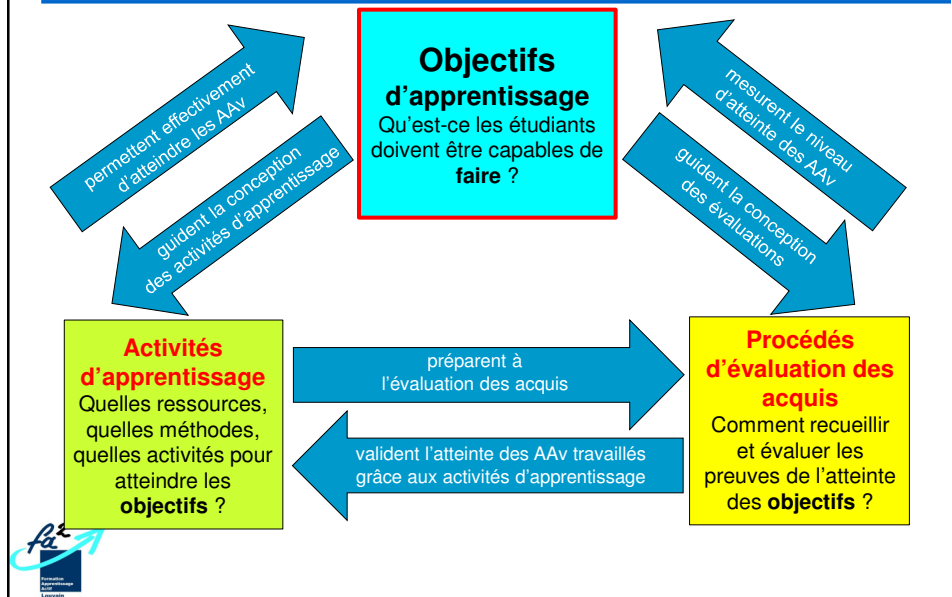 Objectifs
d'apprentissage
Qu'est-ce les étudiants
doivent être capables de
faire ?
permettent effectivement
d'atteindre les AAv
guident la conception
des activités d'apprentissage
mesurent le niveau
d'atteinte des AAv
guident la conception
des évaluations
Activités
d'apprentissage
Quelles ressources,
quelles méthodes,
quelles activités pour
atteindre les
objectifs ?
préparent à
l'évaluation des acquis
valident l'atteinte des AAv travaillés
grâce aux activités d'apprentissage
Procédés
d'évaluation des
acquis
Comment recueillir
et évaluer les
preuves de l'atteinte
des objectifs ?
fa²
Formation
Apprentissage
Actif
Louvain